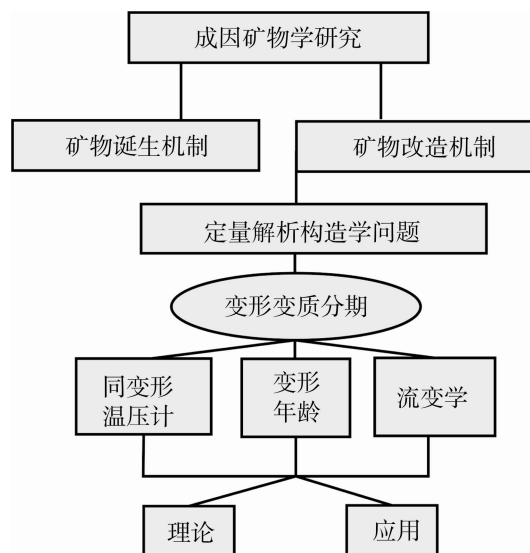 成因矿物学研究
矿物诞生机制
矿物改造机制
定量解析构造学问题
变形变质分期
同变形
温压计
变形
年龄
流变学
理论
应用